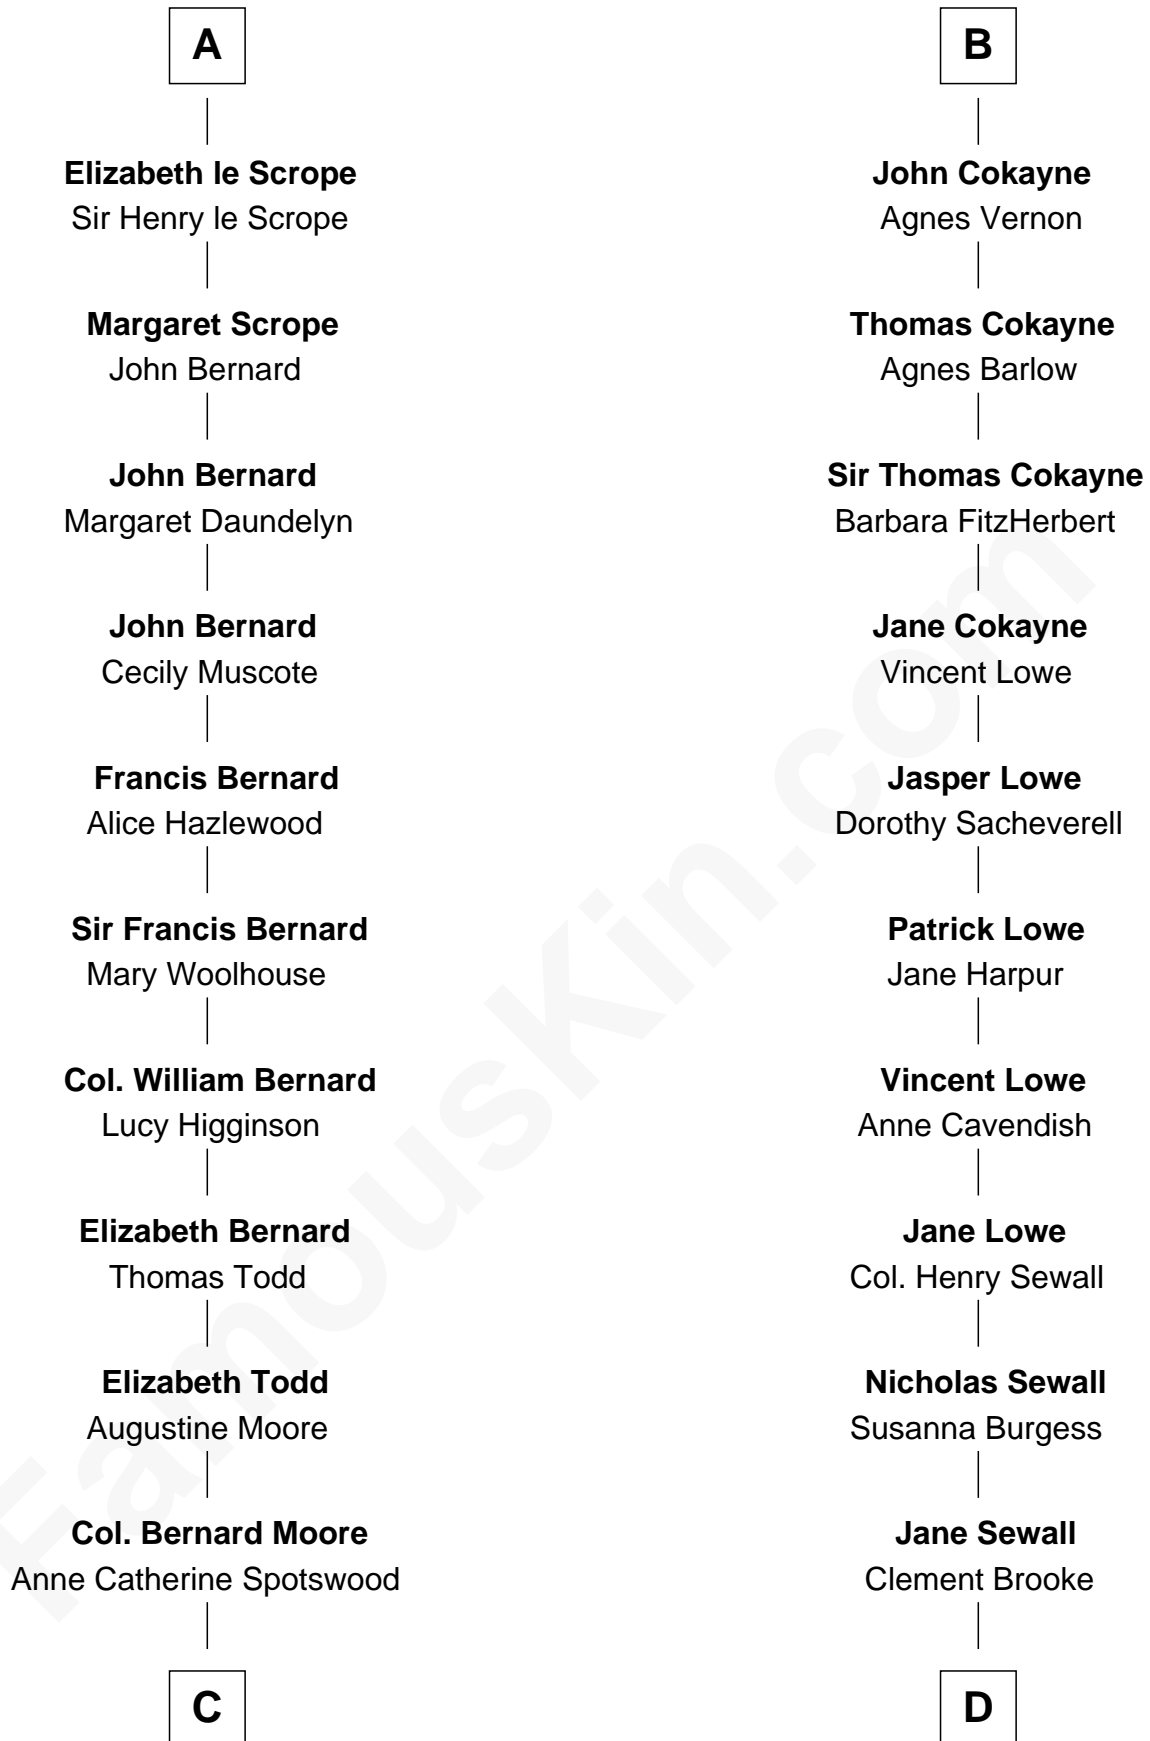 A
Elizabeth le Scrope
Sir Henry le Scrope
Margaret Scrope
John Bernard
John Bernard
Margaret Daundelyn
John Bernard
Cecily Muscote
Francis Bernard
Alice Hazlewood
Sir Francis Bernard
Mary Woolhouse
Col. William Bernard
Lucy Higginson
Elizabeth Bernard
Thomas Todd
Elizabeth Todd
Augustine Moore
Col. Bernard Moore
Anne Catherine Spotswood
C
B
John Cokayne
Agnes Vernon
Thomas Cokayne
Agnes Barlow
Sir Thomas Cokayne
Barbara FitzHerbert
Jane Cokayne
Vincent Lowe
Jasper Lowe
Dorothy Sacheverell
Patrick Lowe
Jane Harpur
Vincent Lowe
Anne Cavendish
Jane Lowe
Col. Henry Sewall
Nicholas Sewall
Susanna Burgess
Jane Sewall
Clement Brooke
D
FamousKin.com